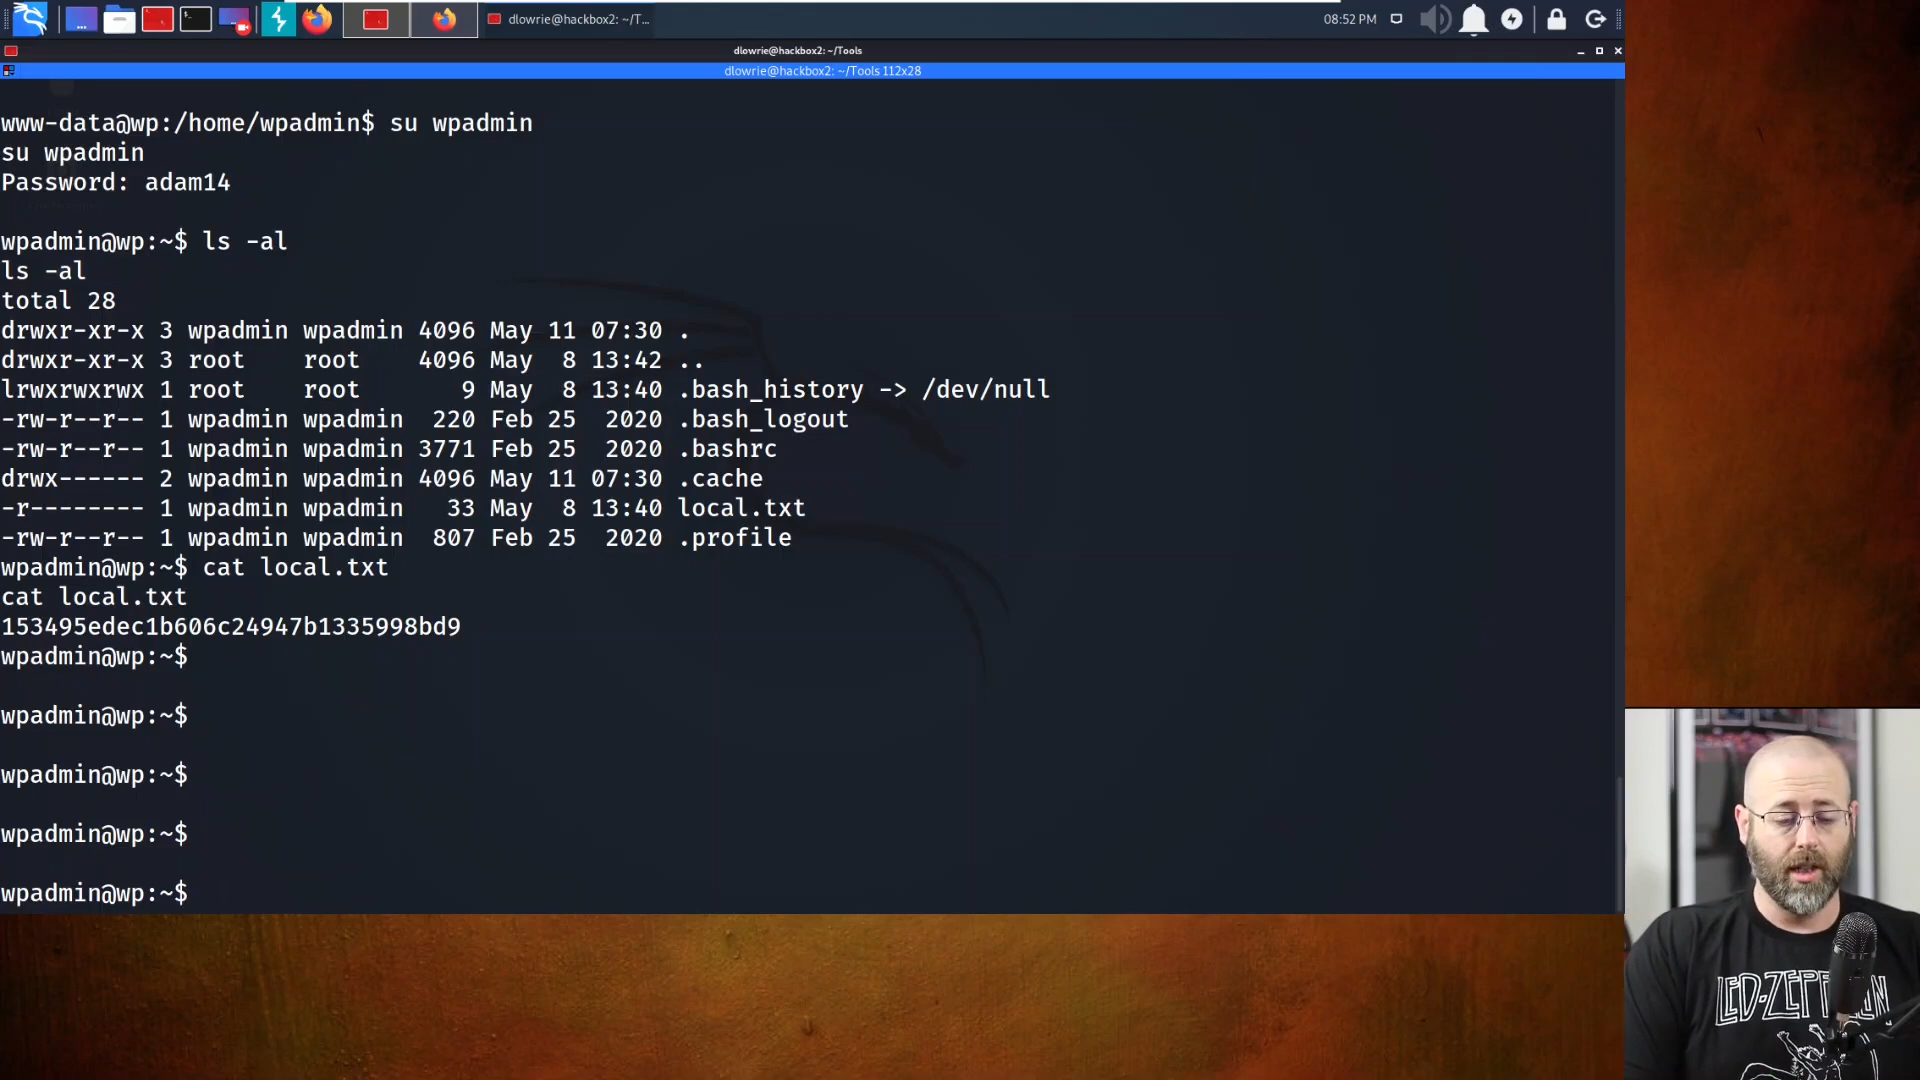 dlowrie@hackbox2: ~/T...
08:52 PM
dlowrie@hackbox2: ~/Tools
dlowrie@hackbox2: ~/Tools 112x28
www-data@wp:/home/wpadmin$ su wpadmin
su wpadmin
Password: adam14
wpadmin@wp:~$ ls -al
ls -al
total 28
drwxr-xr-x 3 wpadmin wpadmin 4096 May 11 07:30 .
drwxr-xr-x 3 root    root    4096 May  8 13:42 ..
lrwxrwxrwx 1 root    root       9 May  8 13:40 .bash_history -> /dev/null
-rw-r--r-- 1 wpadmin wpadmin  220 Feb 25  2020 .bash_logout
-rw-r--r-- 1 wpadmin wpadmin 3771 Feb 25  2020 .bashrc
drwx------ 2 wpadmin wpadmin 4096 May 11 07:30 .cache
-r-------- 1 wpadmin wpadmin   33 May  8 13:40 local.txt
-rw-r--r-- 1 wpadmin wpadmin  807 Feb 25  2020 .profile
wpadmin@wp:~$ cat local.txt
cat local.txt
153495edec1b606c24947b1335998bd9
wpadmin@wp:~$
wpadmin@wp:~$
wpadmin@wp:~$
wpadmin@wp:~$
wpadmin@wp:~$
LED-ZEPPELIN